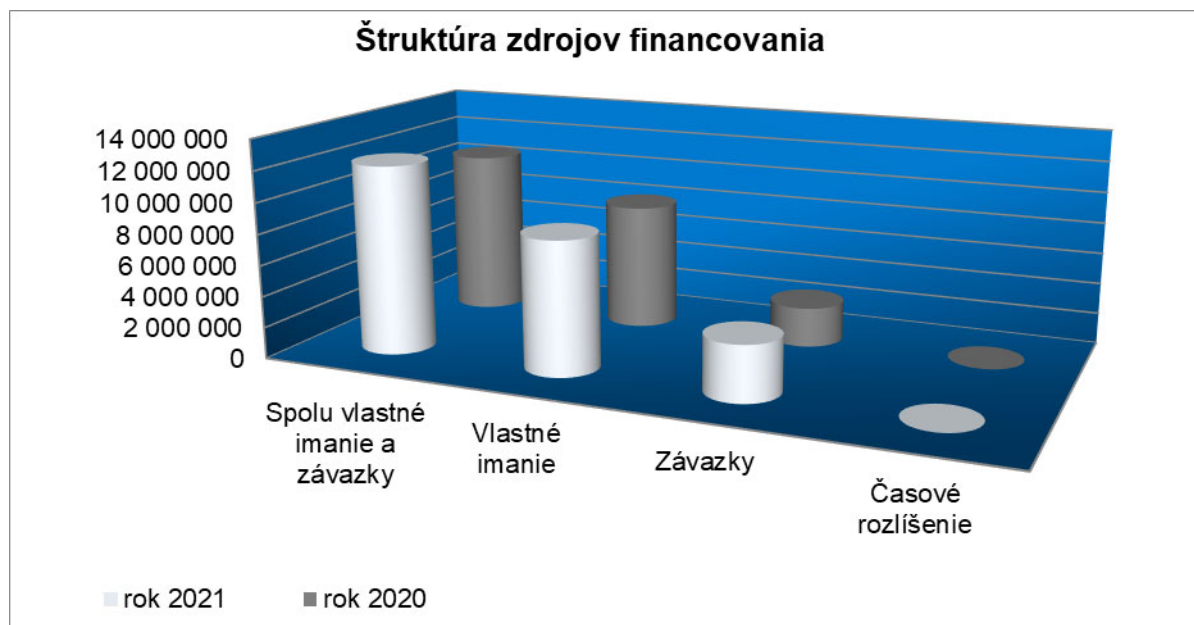 Štruktúra zdrojov financovania
14 000 000
12 000 000
10 000 000
8 000 000
6 000 000
4 000 000
2 000 000
0
Spolu vlastné
imanie a
závazky
Vlastné
imanie
Závazky
Časové
rozlíšenie
rok 2021
rok 2020